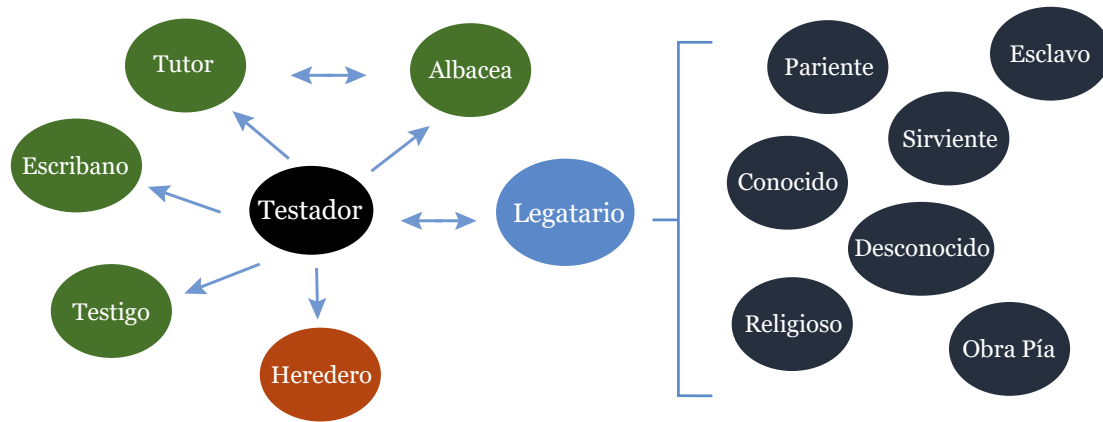 Tutor
Albacea
Escribano
Testador
Testigo
Heredero
Legatario
Pariente
Esclavo
Sirviente
Conocido
Desconocido
Religioso
Obra Pía